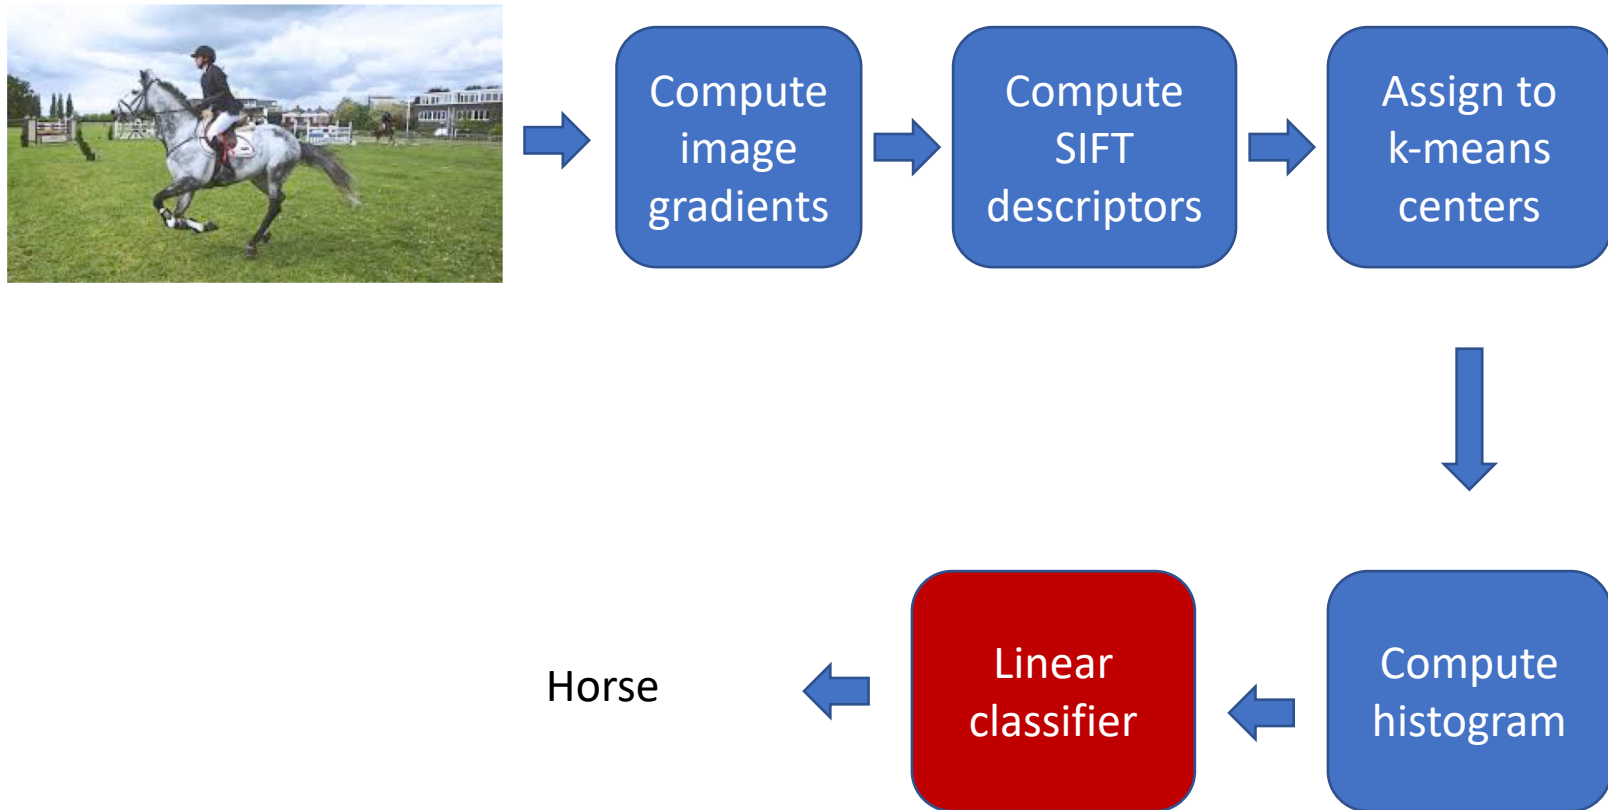 Compute
image
gradients
Compute
SIFT
descriptors
Assign to
k-means
centers
Compute
histogram
Linear
classifier
Horse